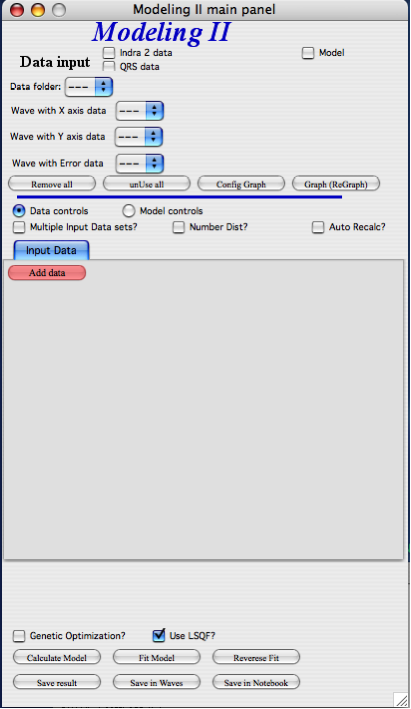 Modeling II main panel
Modeling II
Data input
Indra 2 data
Model
QRS data
Data folder: ---
Wave with X axis data ---
Wave with Y axis data ---
Wave with Error data ---
Remove all unUse all Config Graph Graph (ReGraph)
Data controls Model controls
Multiple Input Data sets? Number Dist? Auto Recalc?
Input Data
Add data
Genetic Optimization? Use LSQF?
Calculate Model Fit Model Reverese Fit
Save result Save in Waves Save in Notebook